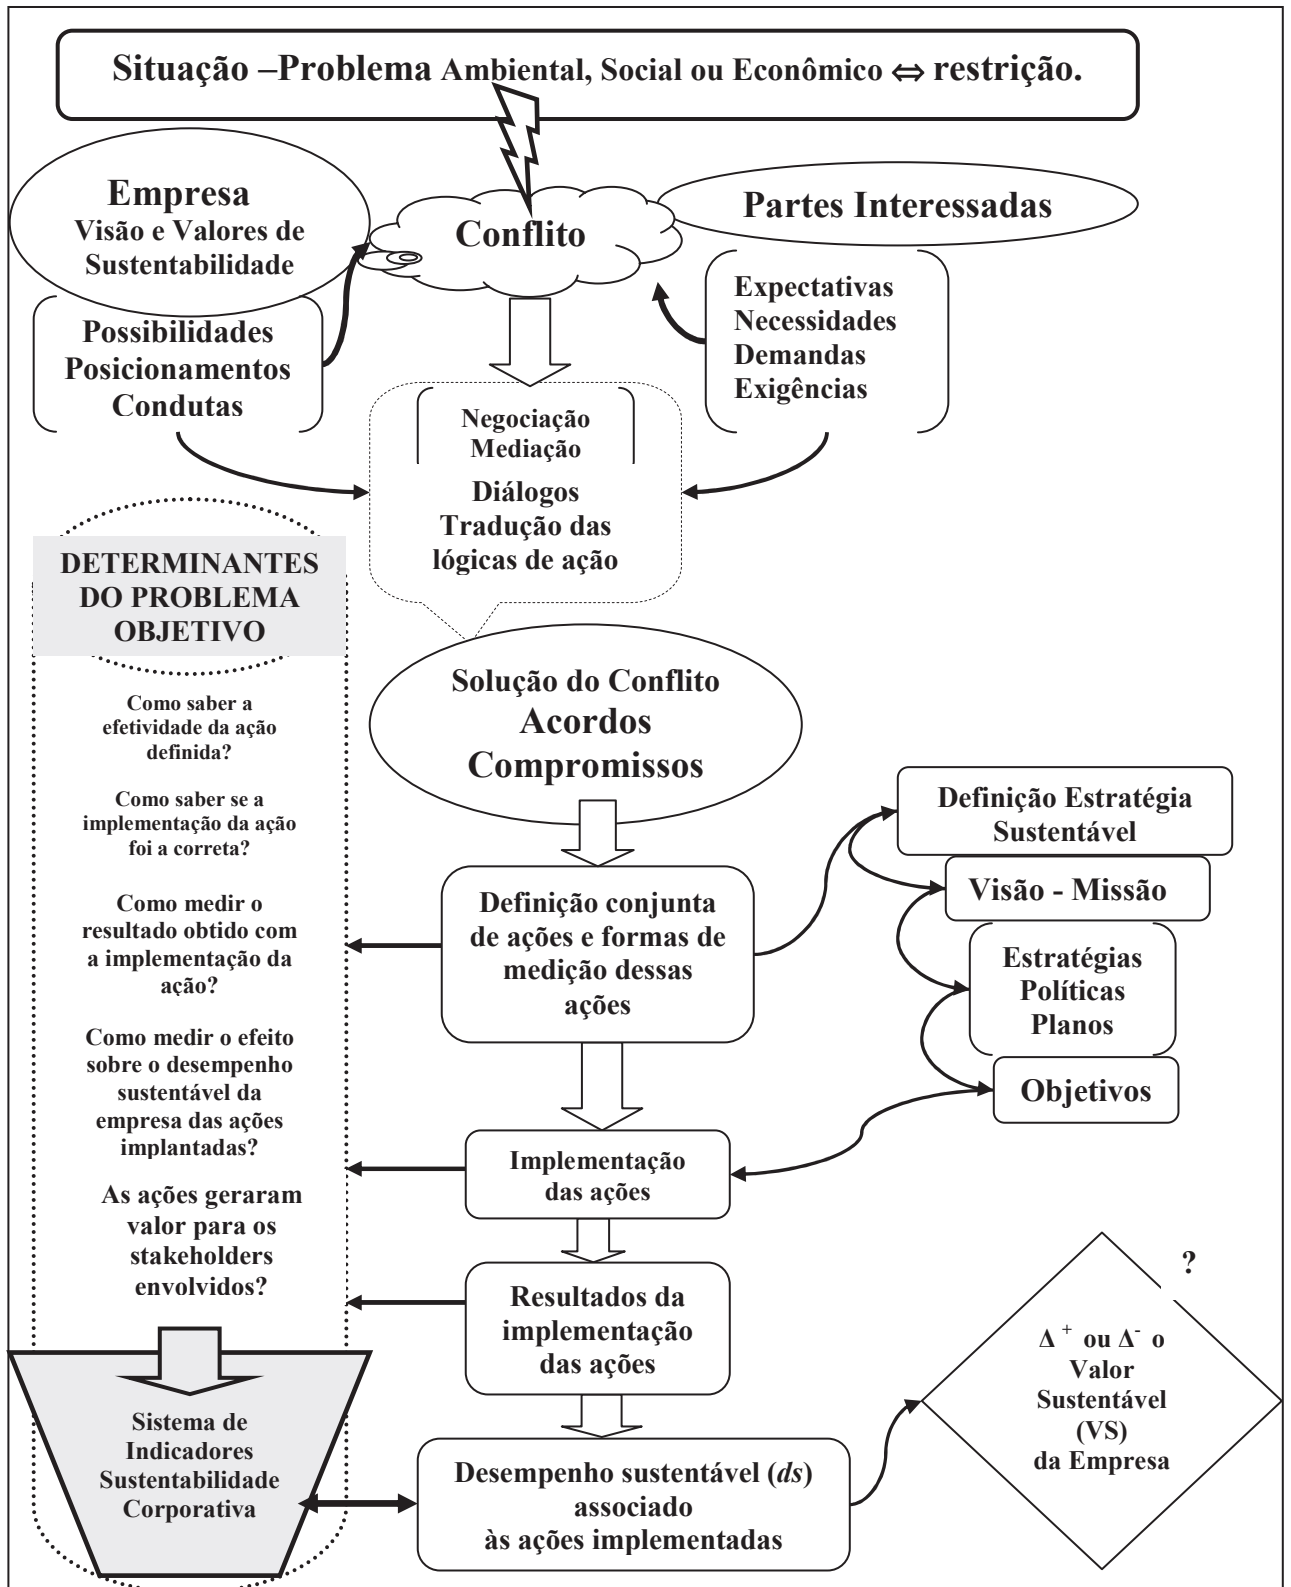 Situação –Problema Ambiental, Social ou Econômico ⇔ restrição.
Empresa
Visão e Valores de
Sustentabilidade
Conflito
Partes Interessadas
Possibilidades
Posicionamentos
Condutas
Expectativas
Necessidades
Demandas
Exigências
Negociação
Mediação
Diálogos
Tradução das
lógicas de ação
DETERMINANTES
DO PROBLEMA
OBJETIVO
Como saber a
efetividade da ação
definida?
Como saber se a
implementação da ação
foi a correta?
Como medir o
resultado obtido com
a implementação da
ação?
Como medir o efeito
sobre o desempenho
sustentável da
empresa das ações
implantadas?
As ações geraram
valor para os
stakeholders
envolvidos?
Sistema de
Indicadores
Sustentabilidade
Corporativa
Solução do Conflito
Acordos
Compromissos
Definição conjunta
de ações e formas de
medição dessas
ações
Definição Estratégia
Sustentável
Visão - Missão
Estratégias
Políticas
Planos
Objetivos
Implementação
das ações
Resultados da
implementação
das ações
Desempenho sustentável (ds)
associado
às ações implementadas
?
Δ + ou Δ- o
Valor
Sustentável
(VS)
da Empresa